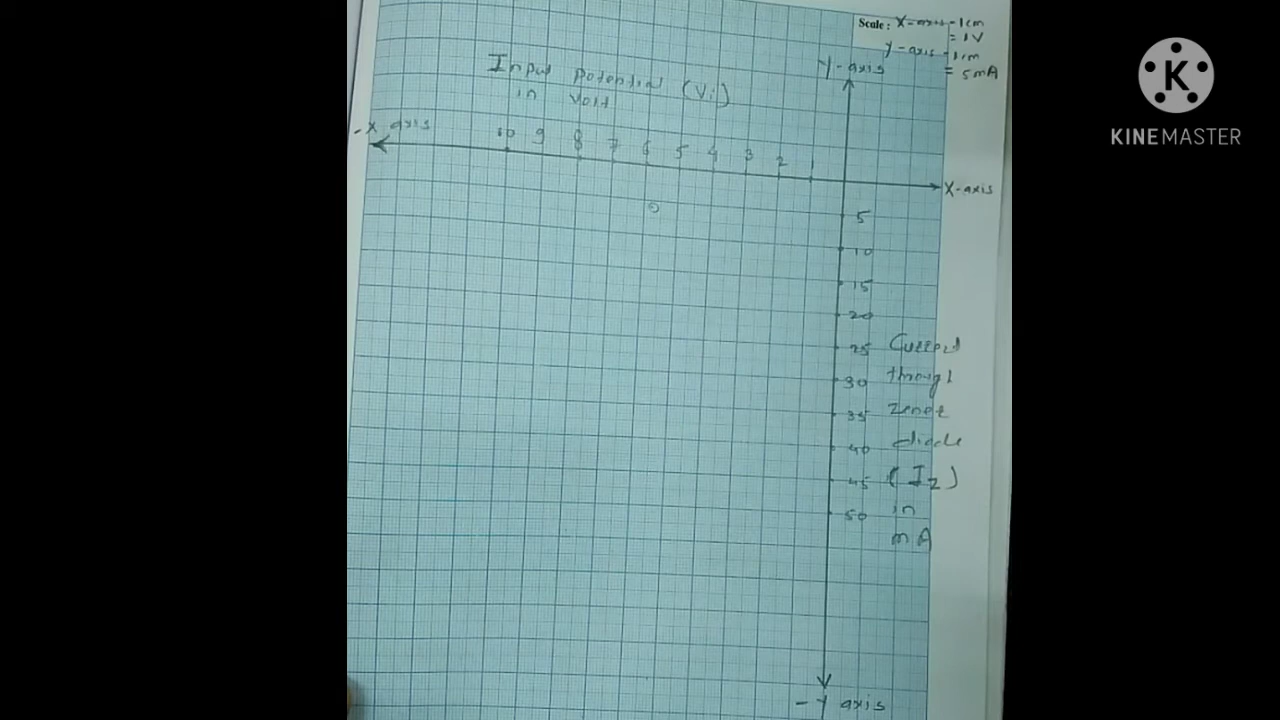 Scale : X-axis - 1cm
= 1V
Y-axis - 1cm
= 5mA
Y-axis
Input potential (Vi)
in Volt
-X axis
10 9 8 7 6 5 4 3 2 1
X-axis
5
10
15
20
25
30
35
40
45
50
Current
through
zener
diode
(Iz)
in
mA
-Y axis
K
KINEMASTER